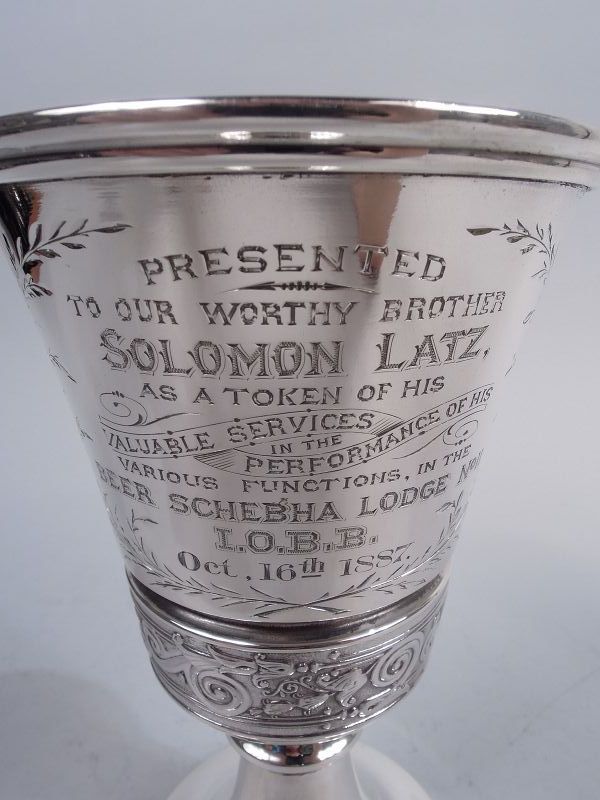 PRESENTED
TO OUR WORTHY BROTHER
SOLOMON LATZ,
AS A TOKEN OF HIS
VALUABLE SERVICES
IN THE
PERFORMANCE OF HIS
VARIOUS FUNCTIONS, IN THE
BEER SCHEBHA LODGE
I.O.B.B.
Oct. 16th 1887.